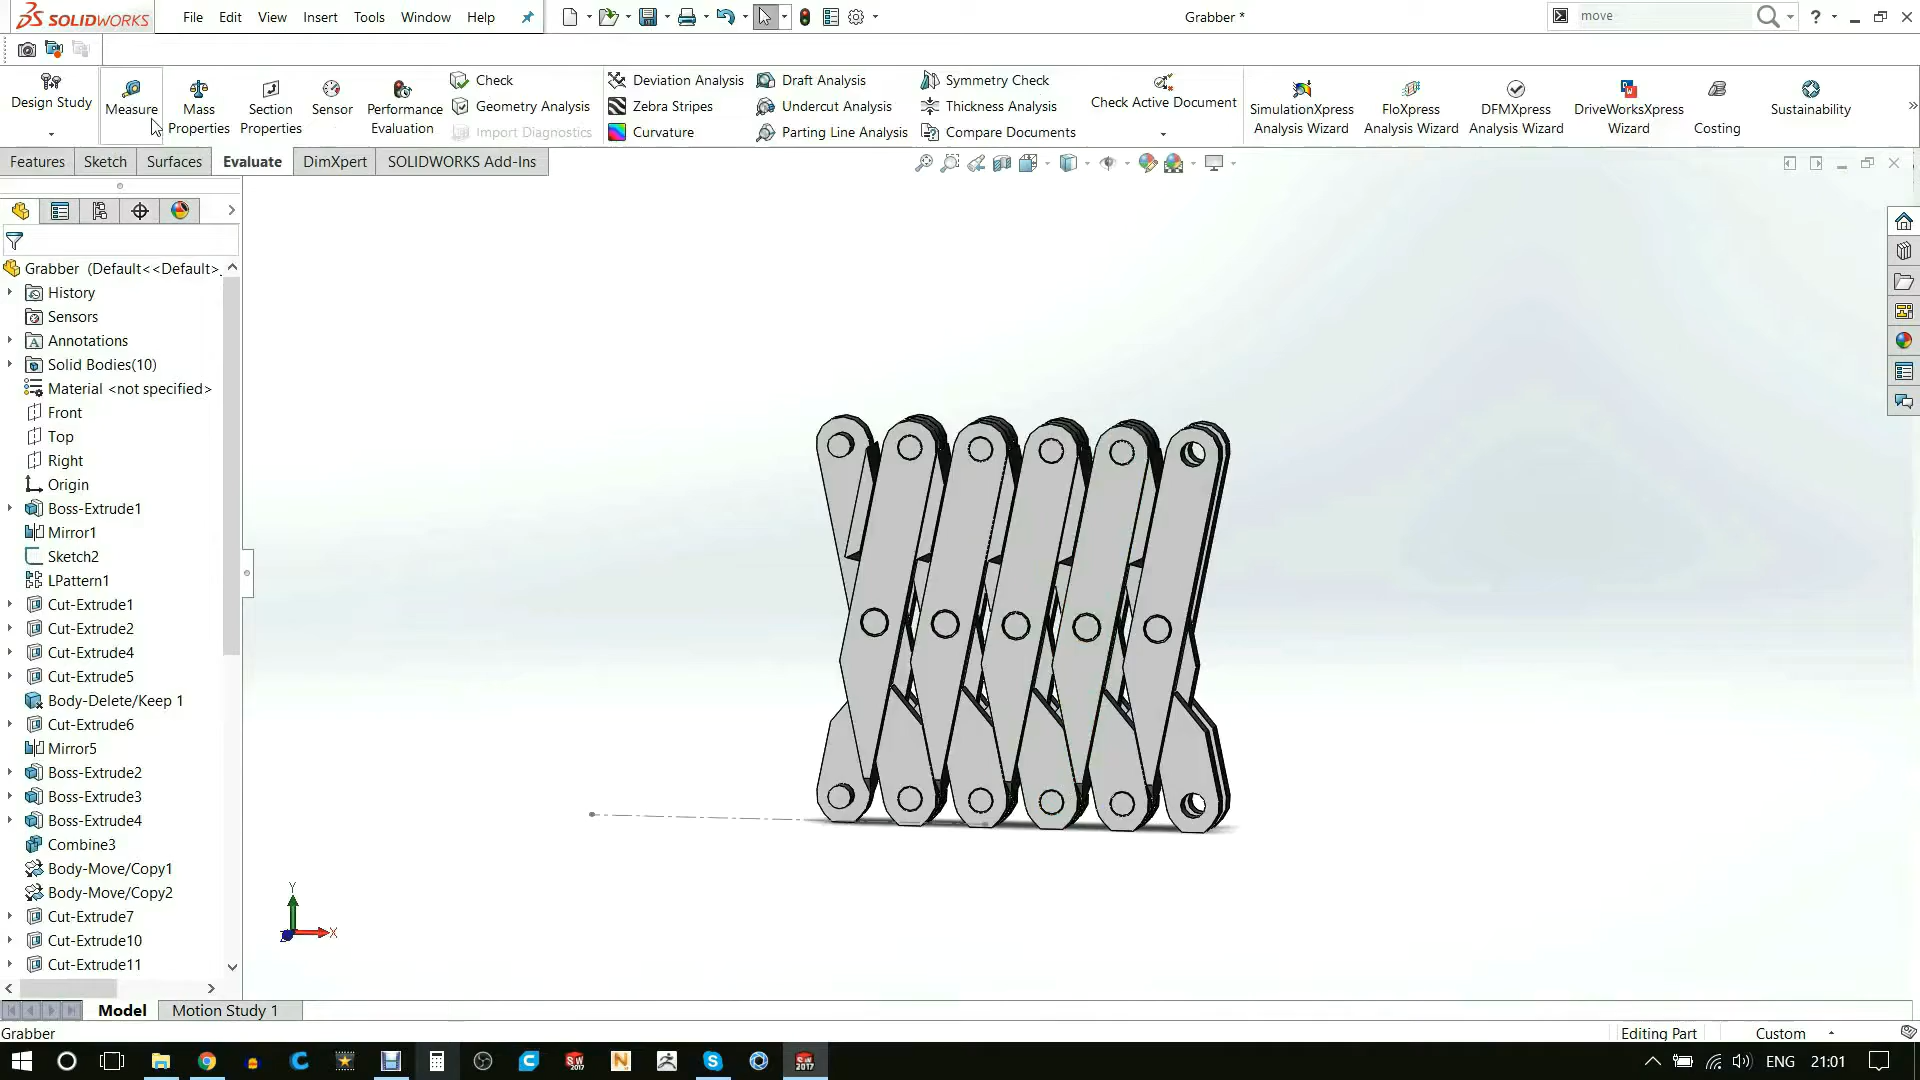 SOLIDWORKS File Edit View Insert Tools Window Help Grabber * move
Design Study Measure Mass Properties Section Properties Sensor Performance Evaluation
Check Geometry Analysis Import Diagnostics
Deviation Analysis Zebra Stripes Curvature
Draft Analysis Undercut Analysis Parting Line Analysis
Symmetry Check Thickness Analysis Compare Documents
Check Active Document
SimulationXpress Analysis Wizard FloXpress Analysis Wizard DFMXpress Analysis Wizard DriveWorksXpress Wizard Costing Sustainability
Features Sketch Surfaces Evaluate DimXpert SOLIDWORKS Add-Ins
Grabber (Default<<Default>_
History
Sensors
Annotations
Solid Bodies(10)
Material <not specified>
Front
Top
Right
Origin
Boss-Extrude1
Mirror1
Sketch2
LPattern1
Cut-Extrude1
Cut-Extrude2
Cut-Extrude4
Cut-Extrude5
Body-Delete/Keep 1
Cut-Extrude6
Mirror5
Boss-Extrude2
Boss-Extrude3
Boss-Extrude4
Combine3
Body-Move/Copy1
Body-Move/Copy2
Cut-Extrude7
Cut-Extrude10
Cut-Extrude11
Y
X
Z
Model Motion Study 1
Grabber Editing Part Custom
SW 2017 SW 2017 ENG 21:01